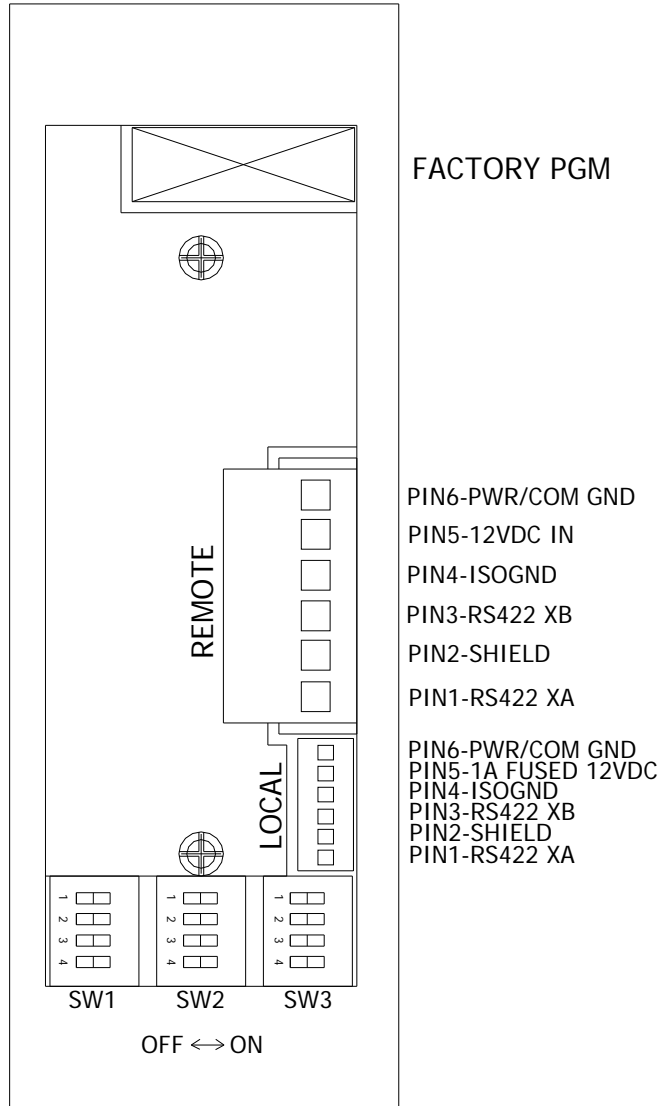 FACTORY PGM
REMOTE
PIN6-PWR/COM GND
PIN5-12VDC IN
PIN4-ISOGND
PIN3-RS422 XB
PIN2-SHIELD
PIN1-RS422 XA
LOCAL
PIN6-PWR/COM GND
PIN5-1A FUSED 12VDC
PIN4-ISOGND
PIN3-RS422 XB
PIN2-SHIELD
PIN1-RS422 XA
1 1 1
2 2 2
3 3 3
4 4 4
SW1 SW2 SW3
OFF ↔ ON